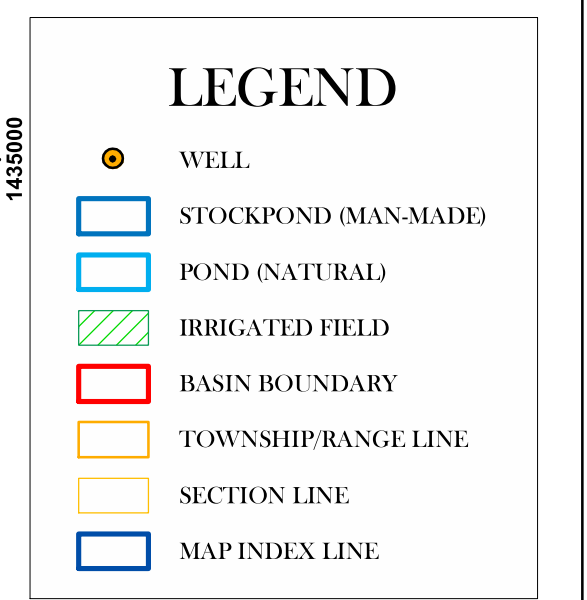 LEGEND
1435000
WELL
STOCKPOND (MAN-MADE)
POND (NATURAL)
IRRIGATED FIELD
BASIN BOUNDARY
TOWNSHIP/RANGE LINE
SECTION LINE
MAP INDEX LINE